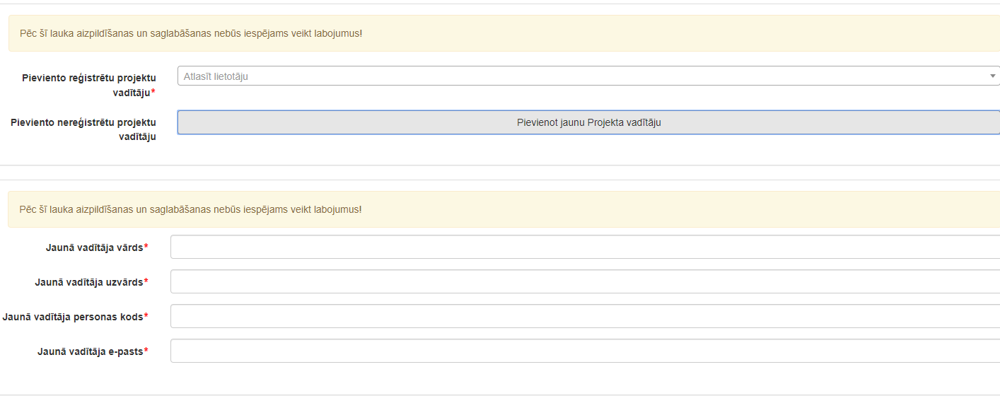 Pēc šī lauka aizpildīšanas un saglabāšanas nebūs iespējams veikt labojumus!
Pieviento reģistrētu projektu
vadītāju*
Atlasīt lietotāju
Pieviento nereģistrētu projektu
vadītāju
Pievienot jaunu Projekta vadītāju
Pēc šī lauka aizpildīšanas un saglabāšanas nebūs iespējams veikt labojumus!
Jaunā vadītāja vārds*
Jaunā vadītāja uzvārds*
Jaunā vadītāja personas kods*
Jaunā vadītāja e-pasts*